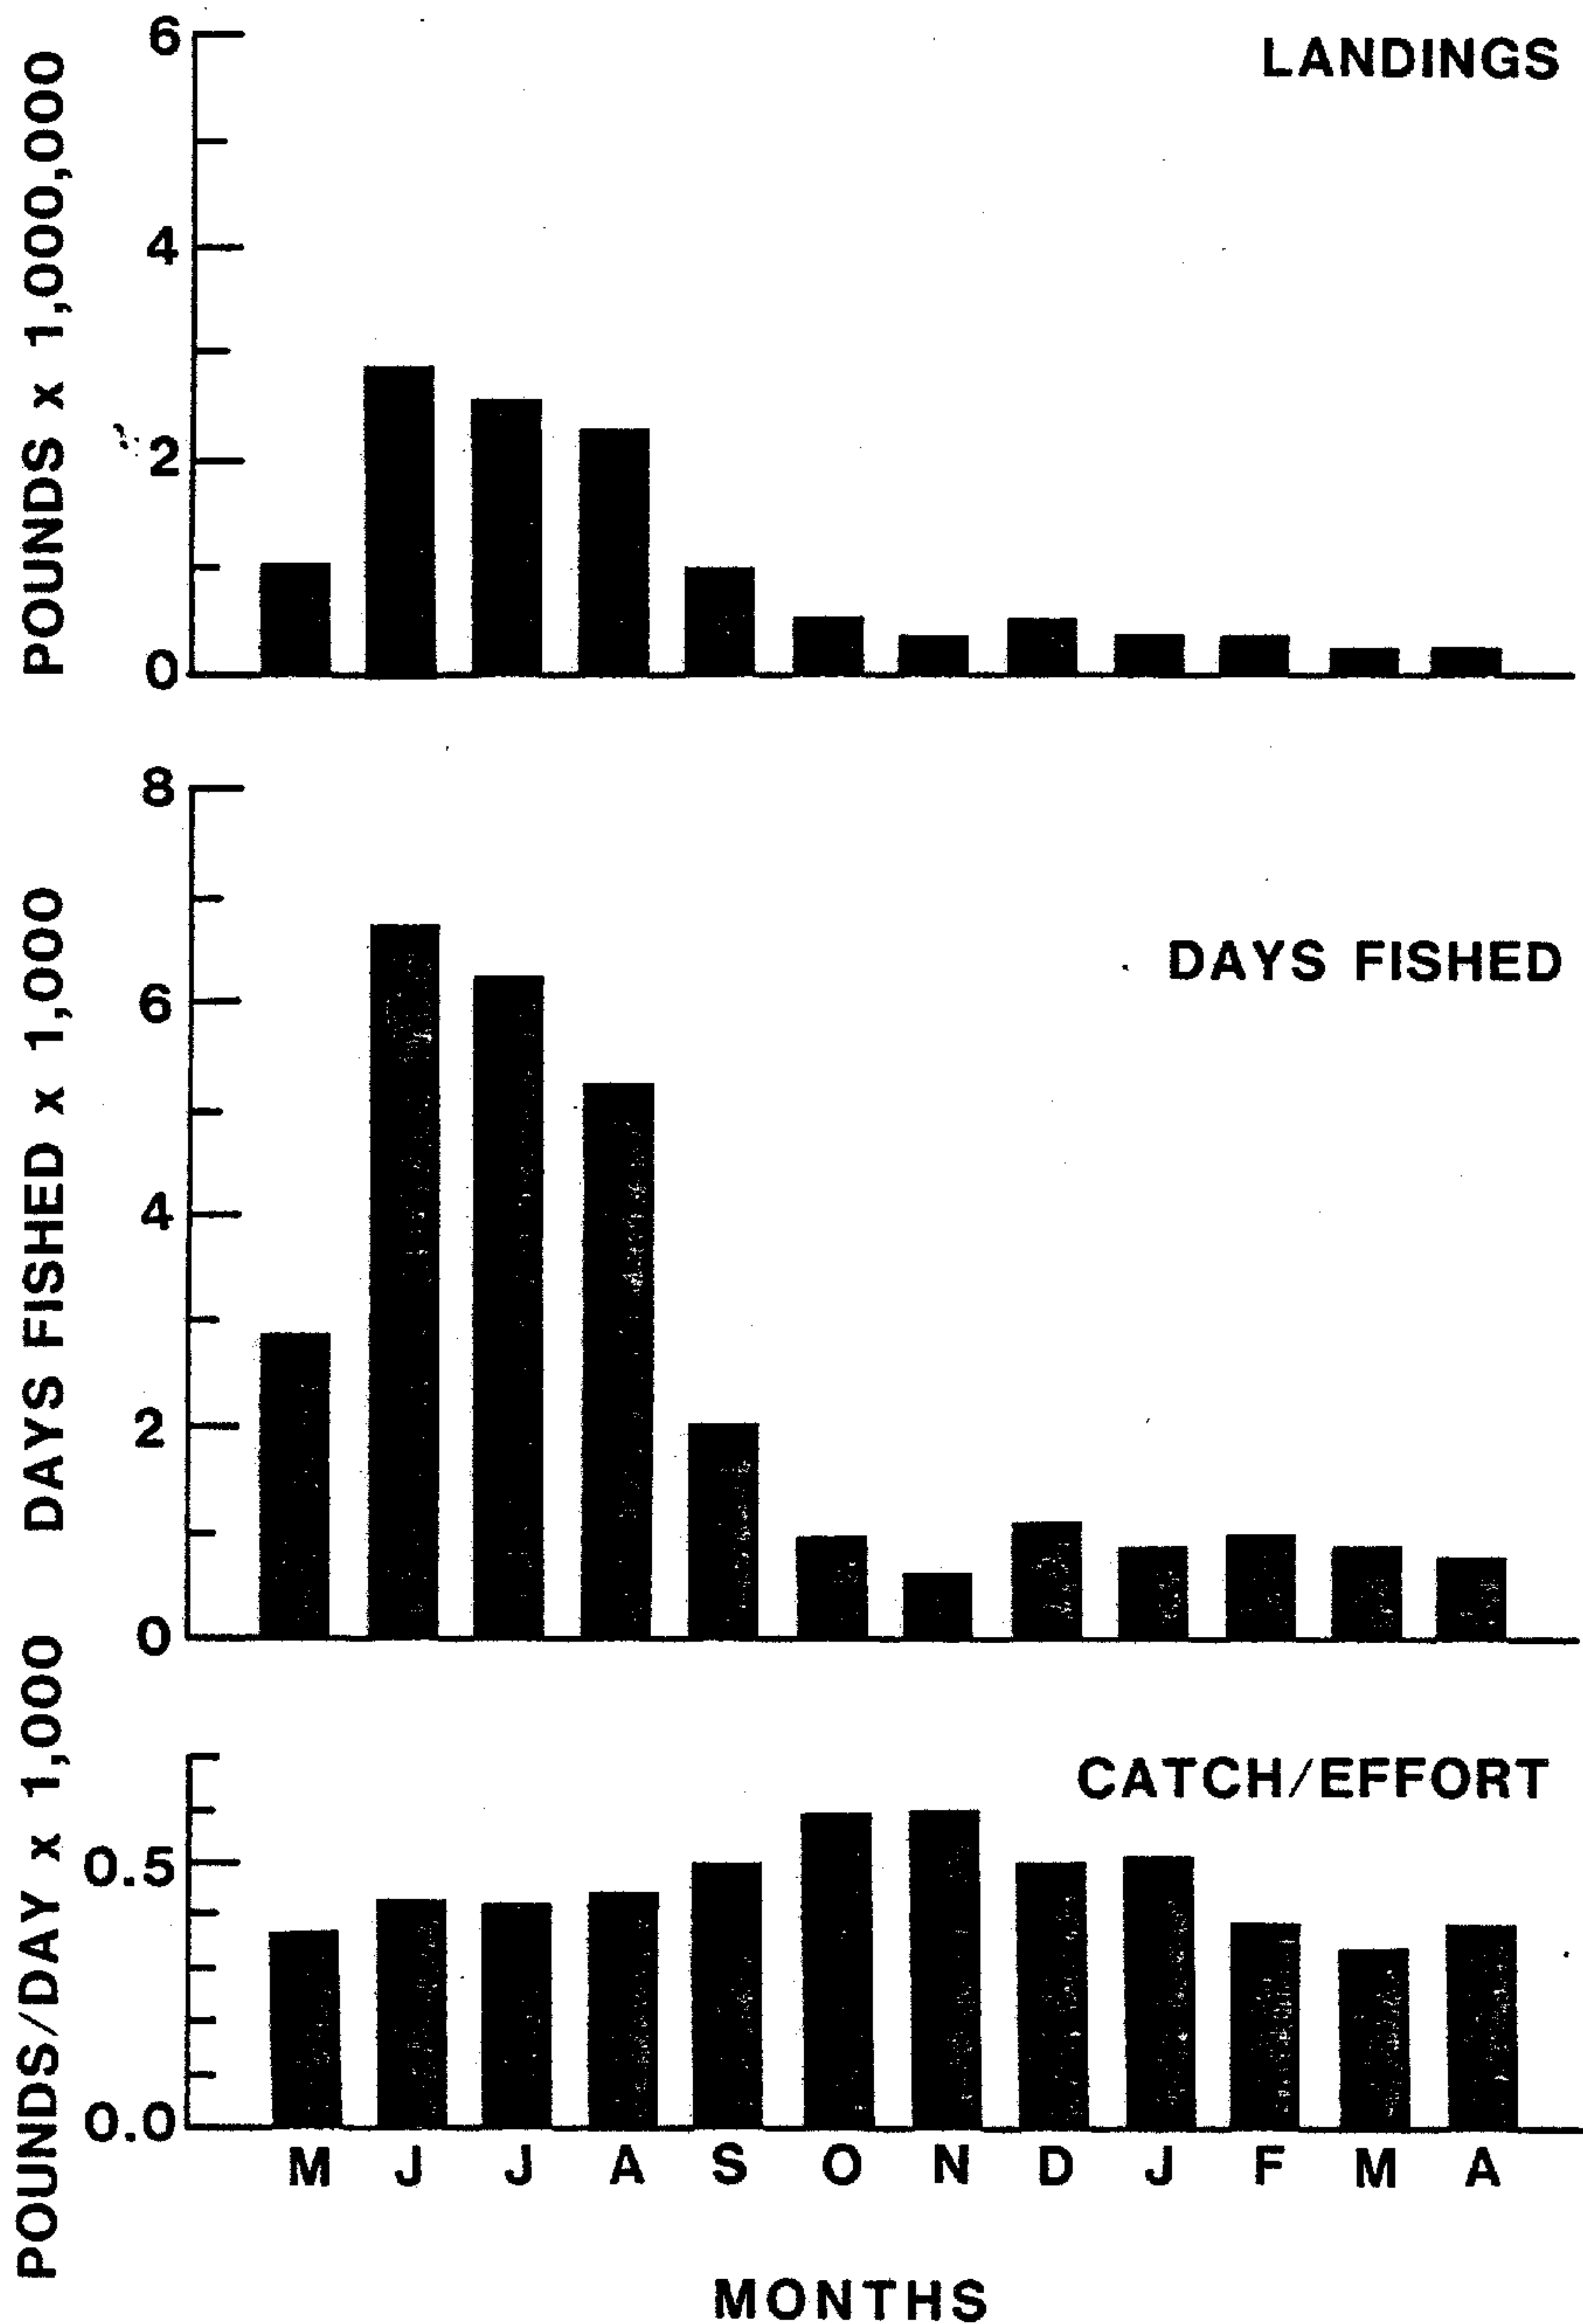 LANDINGS
POUNDS x 1,000,000
6
4
2
0
DAYS FISHED
DAYS FISHED x 1,000
8
6
4
2
0
CATCH/EFFORT
POUNDS/DAY x 1,000
0.5
0.0
M J J A S O N D J F M A
MONTHS